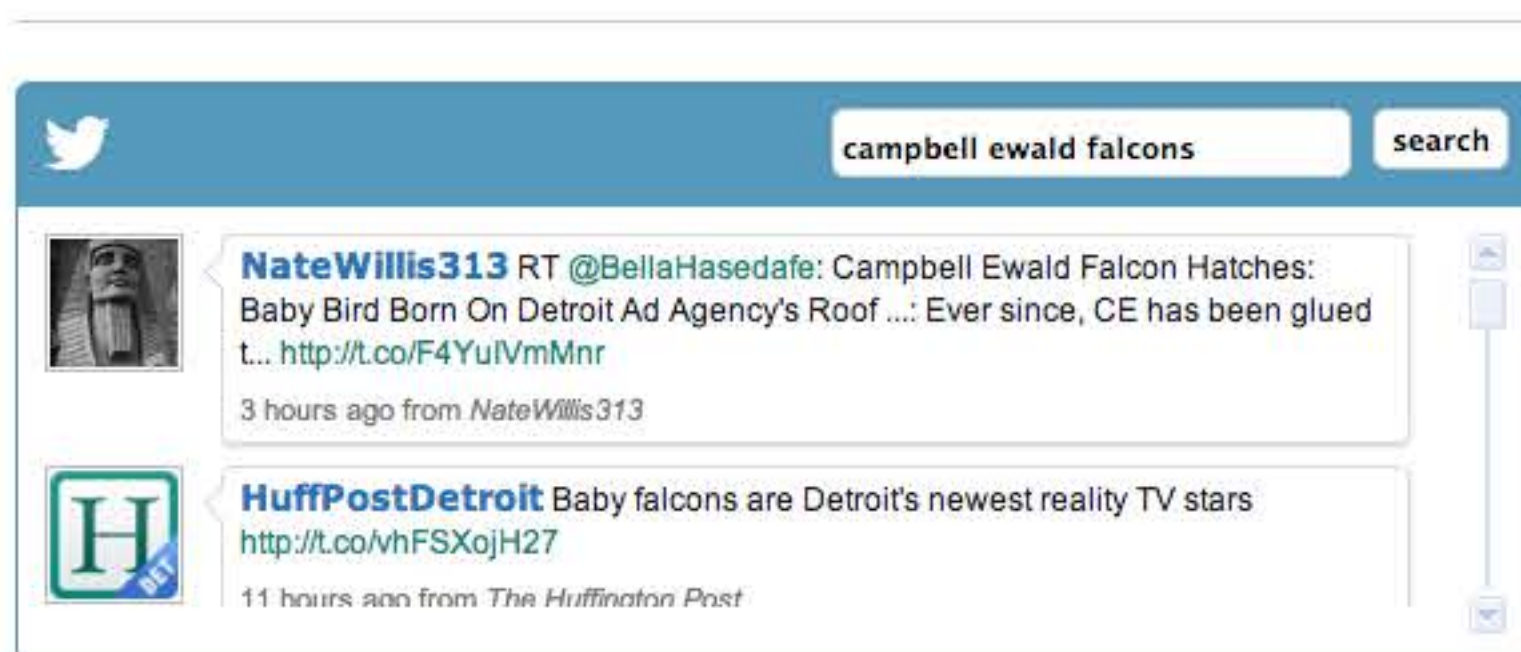 campbell ewald falcons
search
NateWillis313 RT @BellaHasedafe: Campbell Ewald Falcon Hatches:
Baby Bird Born On Detroit Ad Agency's Roof ...: Ever since, CE has been glued
t... http://t.co/F4YulVmMnr
3 hours ago from NateWillis313
H
DET
HuffPostDetroit Baby falcons are Detroit's newest reality TV stars
http://t.co/vhFSXojH27
11 hours ago from The Huffington Post